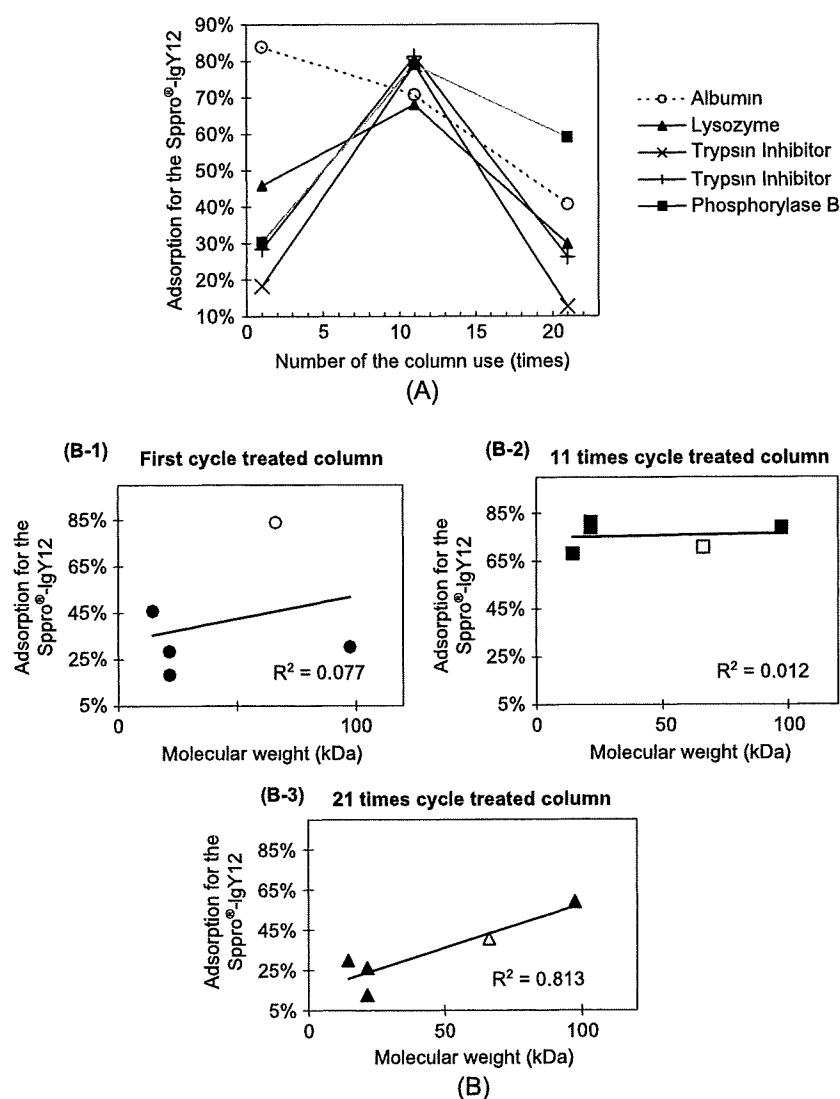 Adsorption for the Sppro®-IgY12
90%
80%
70%
60%
50%
40%
30%
20%
10%
0 5 10 15 20
Number of the column use (times)
Albumin
Lysozyme
Trypsin Inhibitor
Trypsin Inhibitor
Phosphorylase B
(A)
(B-1) First cycle treated column
Adsorption for the
Sppro®-IgY12
85%
65%
45%
25%
5%
R² = 0.077
0 100
Molecular weight (kDa)
(B-2) 11 times cycle treated column
Adsorption for the
Sppro®-IgY12
85%
65%
45%
25%
5%
R² = 0.012
0 50 100
Molecular weight (kDa)
(B-3) 21 times cycle treated column
Adsorption for the
Sppro®-IgY12
85%
65%
45%
25%
5%
R² = 0.813
0 50 100
Molecular weight (kDa)
(B)